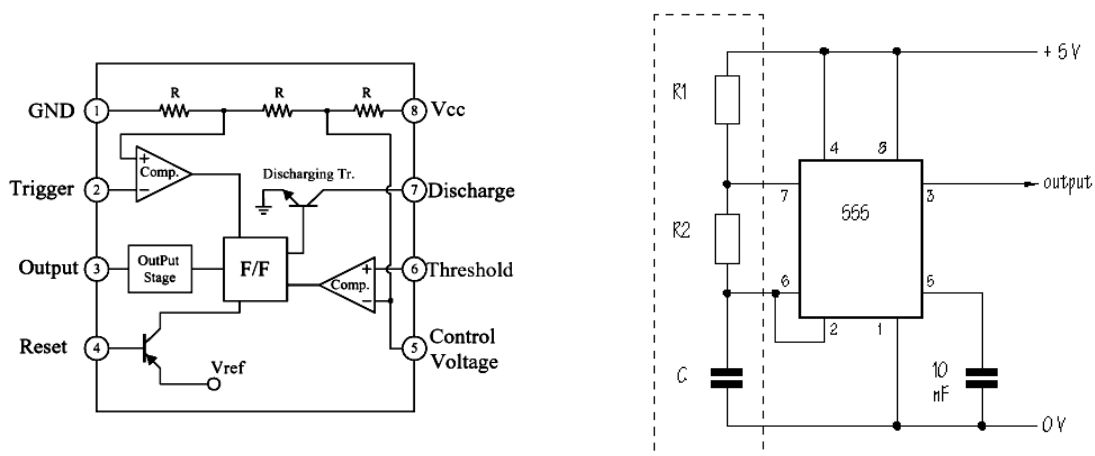 R R R
GND 1 8 Vcc
+
Comp.
−
Trigger 2 Discharging Tr. 7 Discharge
Output 3 OutPut
Stage
F/F
+
Comp.
−
6 Threshold
Reset 4 Vref 5 Control
Voltage
+5V
R1
4 8
7 555 3 output
R2
6 5
2 1
C 10
nF
0V